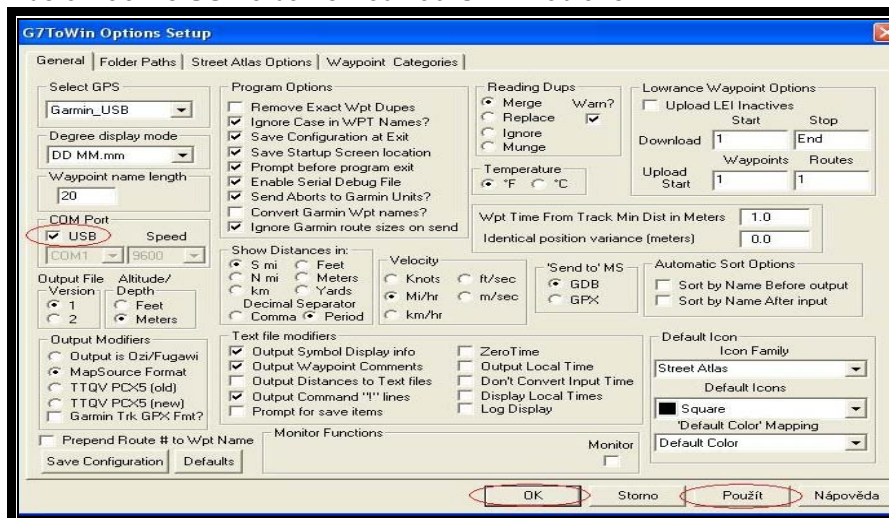 G7ToWin Options Setup
General
Folder Paths
Street Atlas Options
Waypoint Categories
Select GPS
Garmin_USB
Degree display mode
DD MM.mm
Waypoint name length
20
COM Port
USB
Speed
COM1
9600
Output File
Version
1
2
Altitude/
Depth
Feet
Meters
Output Modifiers
Output is Ozi/Fugawi
MapSource Format
TTQV PCX5 (old)
TTQV PCX5 (new)
Garmin Trk GPX Fmt?
Prepend Route # to Wpt Name
Save Configuration
Defaults
Program Options
Remove Exact Wpt Dupes
Ignore Case in WPT Names?
Save Configuration at Exit
Save Startup Screen location
Prompt before program exit
Enable Serial Debug File
Send Aborts to Garmin Units?
Convert Garmin Wpt names?
Ignore Garmin route sizes on send
Show Distances in:
S mi
Feet
N mi
Meters
km
Yards
Decimal Separator
Comma
Period
Velocity
Knots
ft/sec
Mi/hr
m/sec
km/hr
Text file modifiers
Output Symbol Display info
Output Waypoint Comments
Output Distances to Text files
Output Command "!" lines
Prompt for save items
ZeroTime
Output Local Time
Don't Convert Input Time
Display Local Times
Log Display
Monitor Functions
Monitor
Reading Dups
Merge
Warn?
Replace
Ignore
Munge
Temperature
°F
°C
Lowrance Waypoint Options
Upload LEI Inactives
Start
Stop
Download
1
End
Waypoints
Routes
Upload
Start
1
1
Wpt Time From Track Min Dist in Meters
1.0
Identical position variance (meters)
0.0
'Send to' MS
GDB
GPX
Automatic Sort Options
Sort by Name Before output
Sort by Name After input
Default Icon
Icon Family
Street Atlas
Default Icons
Square
'Default Color' Mapping
Default Color
OK
Storno
Použít
Nápověda